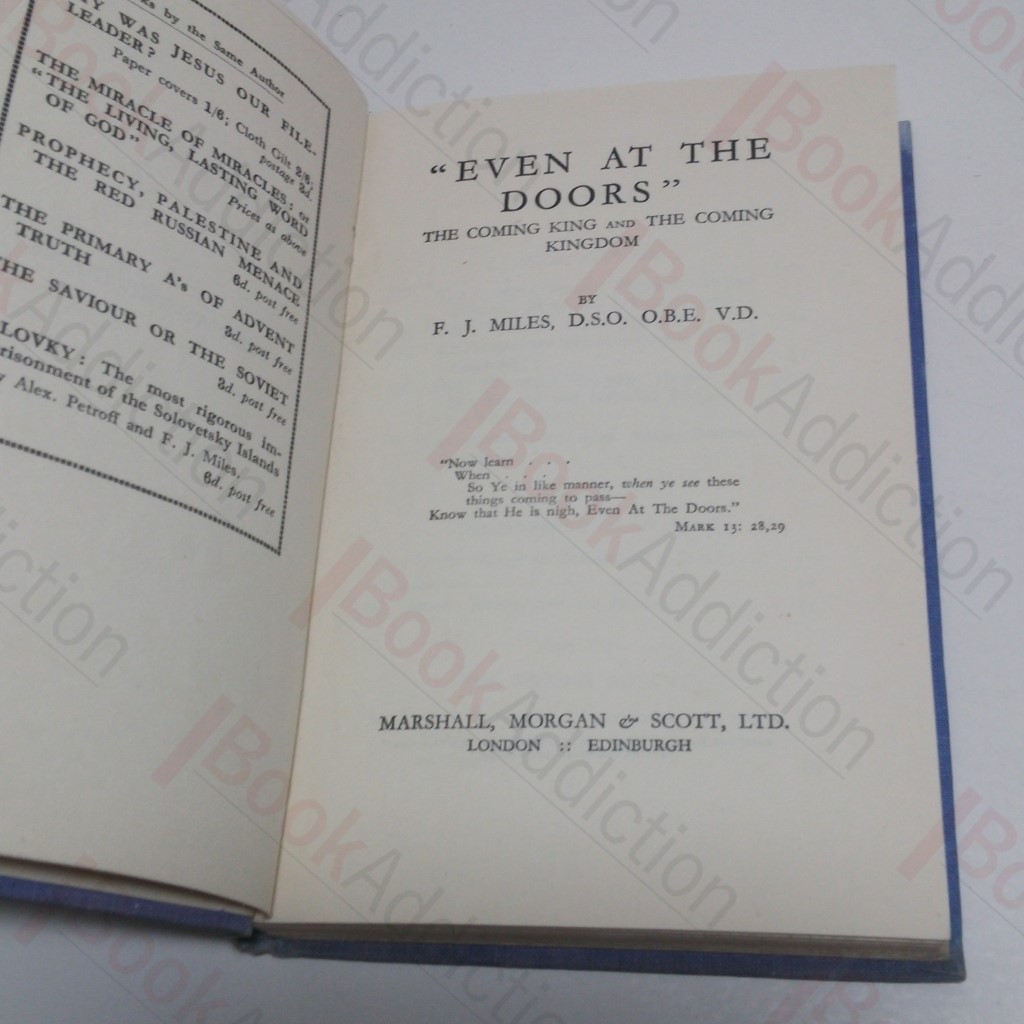 ks by the Same Author
TY WAS JESUS OUR FILE-
LEADER?
Paper covers 1/6; Cloth Gilt 2/6;
postage 3d.
THE MIRACLE OF MIRACLES: or
"THE LIVING, LASTING WORD
OF GOD"
Prices as above
PROPHECY, PALESTINE AND
THE RED RUSSIAN MENACE
6d. post free
THE PRIMARY A's OF ADVENT
TRUTH
3d. post free
HE SAVIOUR OR THE SOVIET
3d. post free
LOVKY: The most rigorous im-
risonment of the Solovetsky Islands
y Alex. Petroff and F. J. Miles.
6d. post free
"EVEN AT THE
DOORS"
THE COMING KING AND THE COMING
KINGDOM
BY
F. J. MILES, D.S.O. O.B.E. V.D.
"Now learn . . .
When . . . .
So Ye in like manner, when ye see these
things coming to pass—
Know that He is nigh, Even At The Doors."
MARK 13: 28,29
MARSHALL, MORGAN & SCOTT, LTD.
LONDON :: EDINBURGH
BookAddiction